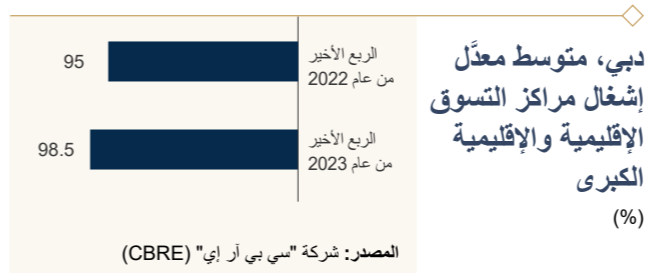 دبي، متوسط معدَّل
إشغال مراكز التسوق
الإقليمية والإقليمية
الكبرى
(%)
الربع الأخير
من عام 2022
95
الربع الأخير
من عام 2023
98.5
المصدر: شركة "سي بي آر إي" (CBRE)